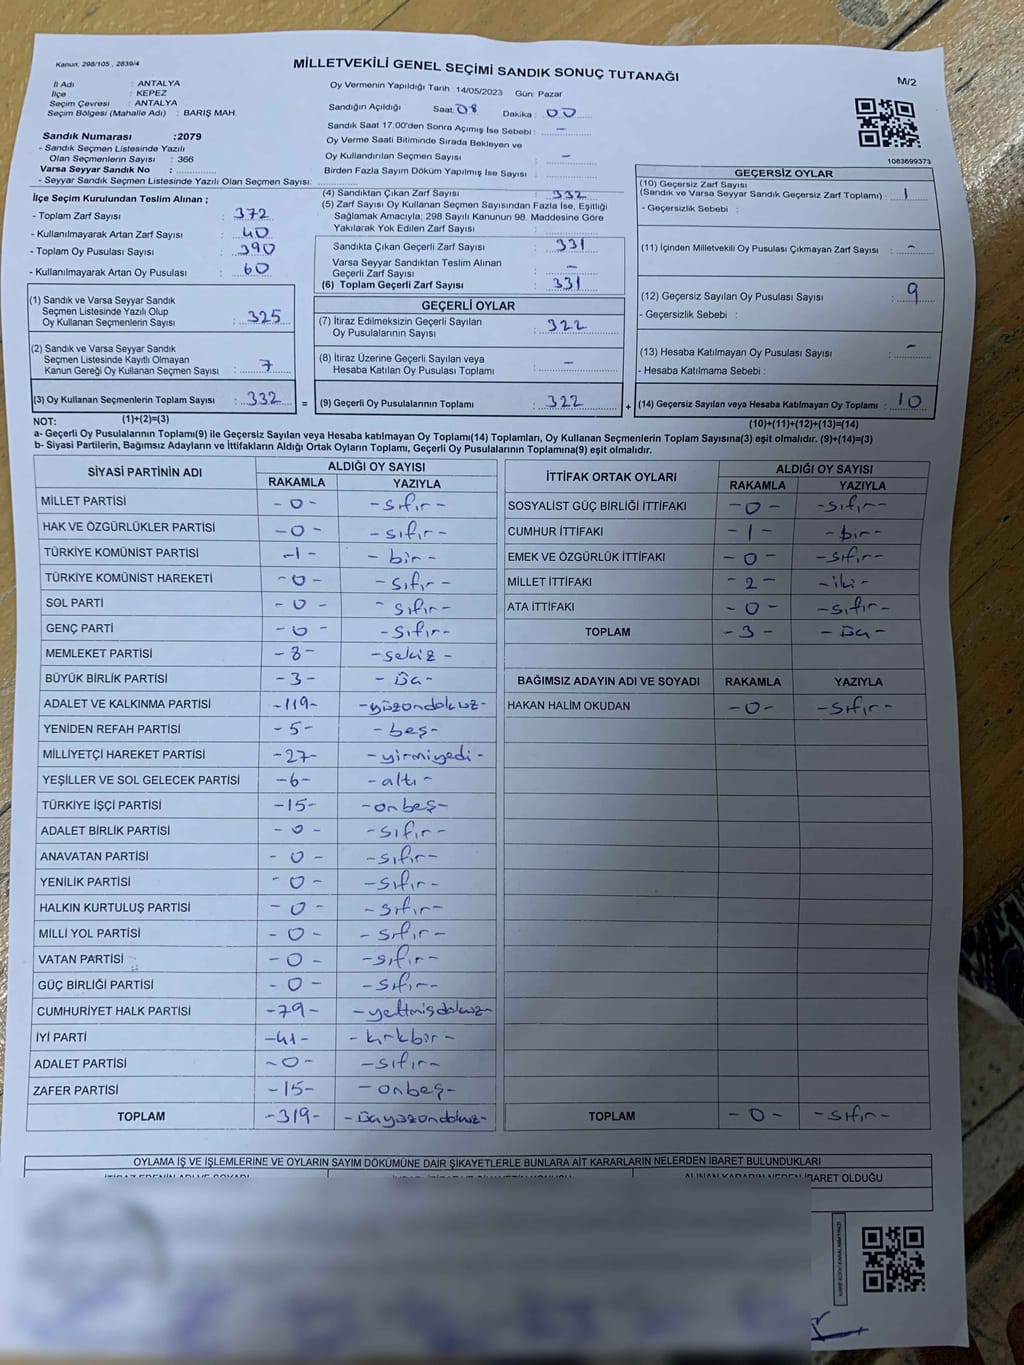 Kanun, 298/105 , 2839/4
MİLLETVEKİLİ GENEL SEÇİMİ SANDIK SONUÇ TUTANAĞI
M/2
İl Adı : ANTALYA
İlçe : KEPEZ
Seçim Çevresi : ANTALYA
Seçim Bölgesi (Mahalle Adı) : BARIŞ MAH.
Sandık Numarası :2079
- Sandık Seçmen Listesinde Yazılı
Olan Seçmenlerin Sayısı : 366
Varsa Seyyar Sandık No :
- Seyyar Sandık Seçmen Listesinde Yazılı Olan Seçmen Sayısı:
İlçe Seçim Kurulundan Teslim Alınan ;
- Toplam Zarf Sayısı : 372
- Kullanılmayarak Artan Zarf Sayısı : 40
- Toplam Oy Pusulası Sayısı : 390
- Kullanılmayarak Artan Oy Pusulası : 60
(1) Sandık ve Varsa Seyyar Sandık
Seçmen Listesinde Yazılı Olup
Oy Kullanan Seçmenlerin Sayısı : 325
(2) Sandık ve Varsa Seyyar Sandık
Seçmen Listesinde Kayıtlı Olmayan
Kanun Gereği Oy Kullanan Seçmen Sayısı : 7
(3) Oy Kullanan Seçmenlerin Toplam Sayısı : 332
Oy Vermenin Yapıldığı Tarih : 14/05/2023 Gün: Pazar
Sandığın Açıldığı Saat: 08 Dakika : 00
Sandık Saat 17:00'den Sonra Açımış İse Sebebi : -
Oy Verme Saati Bitiminde Sırada Bekleyen ve
Oy Kullandırılan Seçmen Sayısı : -
Birden Fazla Sayım Döküm Yapılmış İse Sayısı :
(4) Sandıktan Çıkan Zarf Sayısı : 332
(5) Zarf Sayısı Oy Kullanan Seçmen Sayısından Fazla İse, Eşitliği
Sağlamak Amacıyla; 298 Sayılı Kanunun 98. Maddesine Göre
Yakılarak Yok Edilen Zarf Sayısı :
Sandıkta Çıkan Geçerli Zarf Sayısı : 331
Varsa Seyyar Sandıktan Teslim Alınan
Geçerli Zarf Sayısı : -
(6) Toplam Geçerli Zarf Sayısı : 331
GEÇERLİ OYLAR
(7) İtiraz Edilmeksizin Geçerli Sayılan
Oy Pusulalarının Sayısı : 322
(8) İtiraz Üzerine Geçerli Sayılan veya
Hesaba Katılan Oy Pusulası Toplamı : -
= (9) Geçerli Oy Pusulalarının Toplamı : 322
1083699373
GEÇERSİZ OYLAR
(10) Geçersiz Zarf Sayısı
(Sandık ve Varsa Seyyar Sandık Geçersiz Zarf Toplamı) : 1
- Geçersizlik Sebebi :
(11) İçinden Milletvekili Oy Pusulası Çıkmayan Zarf Sayısı : -
(12) Geçersiz Sayılan Oy Pusulası Sayısı : 9
- Geçersizlik Sebebi :
(13) Hesaba Katılmayan Oy Pusulası Sayısı : -
- Hesaba Katılmama Sebebi :
+ (14) Geçersiz Sayılan veya Hesaba Katılmayan Oy Toplamı : 10
NOT: (1)+(2)=(3) (10)+(11)+(12)+(13)=(14)
a- Geçerli Oy Pusulalarının Toplamı(9) ile Geçersiz Sayılan veya Hesaba katılmayan Oy Toplamı(14) Toplamları, Oy Kullanan Seçmenlerin Toplam Sayısına(3) eşit olmalıdır. (9)+(14)=(3)
b- Siyasi Partilerin, Bağımsız Adayların ve İttifakların Aldığı Ortak Oyların Toplamı, Geçerli Oy Pusulalarının Toplamına(9) eşit olmalıdır.
SİYASİ PARTİNİN ADI ALDIĞI OY SAYISI
RAKAMLA YAZIYLA
MİLLET PARTİSİ -0- -sıfır-
HAK VE ÖZGÜRLÜKLER PARTİSİ -0- -sıfır-
TÜRKİYE KOMÜNİST PARTİSİ -1- -bir-
TÜRKİYE KOMÜNİST HAREKETİ -0- -sıfır-
SOL PARTİ -0- -sıfır-
GENÇ PARTİ -0- -sıfır-
MEMLEKET PARTİSİ -8- -sekiz-
BÜYÜK BİRLİK PARTİSİ -3- -üç-
ADALET VE KALKINMA PARTİSİ -119- -yüzondokuz-
YENİDEN REFAH PARTİSİ -5- -beş-
MİLLİYETÇİ HAREKET PARTİSİ -27- -yirmiyedi-
YEŞİLLER VE SOL GELECEK PARTİSİ -6- -altı-
TÜRKİYE İŞÇİ PARTİSİ -15- -onbeş-
ADALET BİRLİK PARTİSİ -0- -sıfır-
ANAVATAN PARTİSİ -0- -sıfır-
YENİLİK PARTİSİ -0- -sıfır-
HALKIN KURTULUŞ PARTİSİ -0- -sıfır-
MİLLİ YOL PARTİSİ -0- -sıfır-
VATAN PARTİSİ -0- -sıfır-
GÜÇ BİRLİĞİ PARTİSİ -0- -sıfır-
CUMHURİYET HALK PARTİSİ -79- -yetmişdokuz-
İYİ PARTİ -41- -kırkbir-
ADALET PARTİSİ -0- -sıfır-
ZAFER PARTİSİ -15- -onbeş-
TOPLAM -319- -üçyüzondokuz-
İTTİFAK ORTAK OYLARI ALDIĞI OY SAYISI
RAKAMLA YAZIYLA
SOSYALİST GÜÇ BİRLİĞİ İTTİFAKI -0- -sıfır-
CUMHUR İTTİFAKI -1- -bir-
EMEK VE ÖZGÜRLÜK İTTİFAKI -0- -sıfır-
MİLLET İTTİFAKI -2- -iki-
ATA İTTİFAKI -0- -sıfır-
TOPLAM -3- -üç-
BAĞIMSIZ ADAYIN ADI VE SOYADI RAKAMLA YAZIYLA
HAKAN HALİM OKUDAN -0- -sıfır-
TOPLAM -0- -sıfır-
OYLAMA İŞ VE İŞLEMLERİNE VE OYLARIN SAYIM DÖKÜMÜNE DAİR ŞİKAYETLERLE BUNLARA AİT KARARLARIN NELERDEN İBARET BULUNDUKLARI
ALINAN KARARIN NEDEN İBARET OLDUĞU